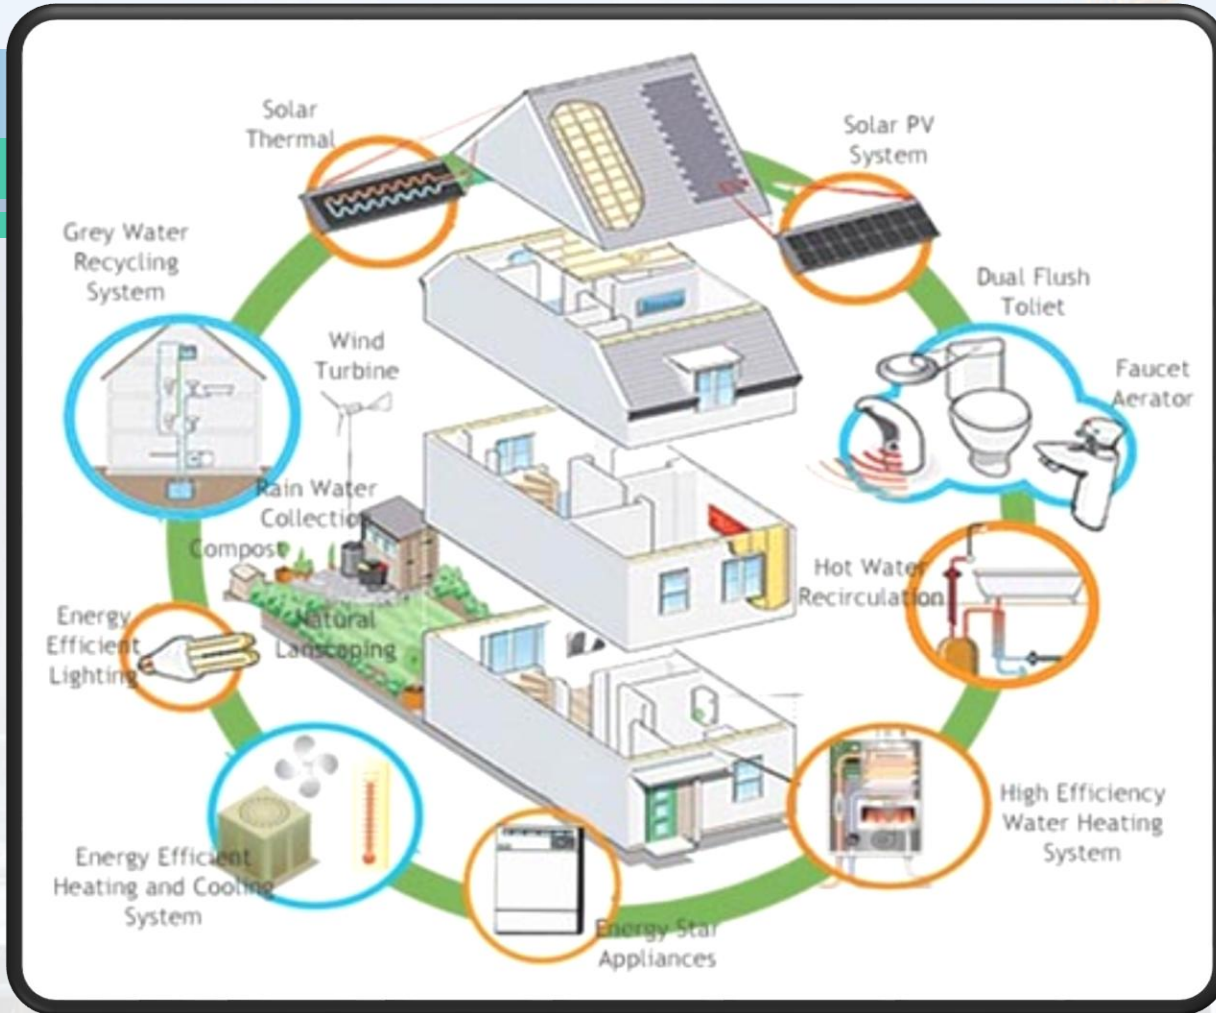 Solar
Thermal
Solar PV
System
Grey Water
Recycling
System
Dual Flush
Toliet
Wind
Turbine
Faucet
Aerator
Rain Water
Collection
Compost
Hot Water
Recirculation
Energy
Efficient
Lighting
Natural
Lanscaping
High Efficiency
Water Heating
System
Energy Efficient
Heating and Cooling
System
Energy Star
Appliances